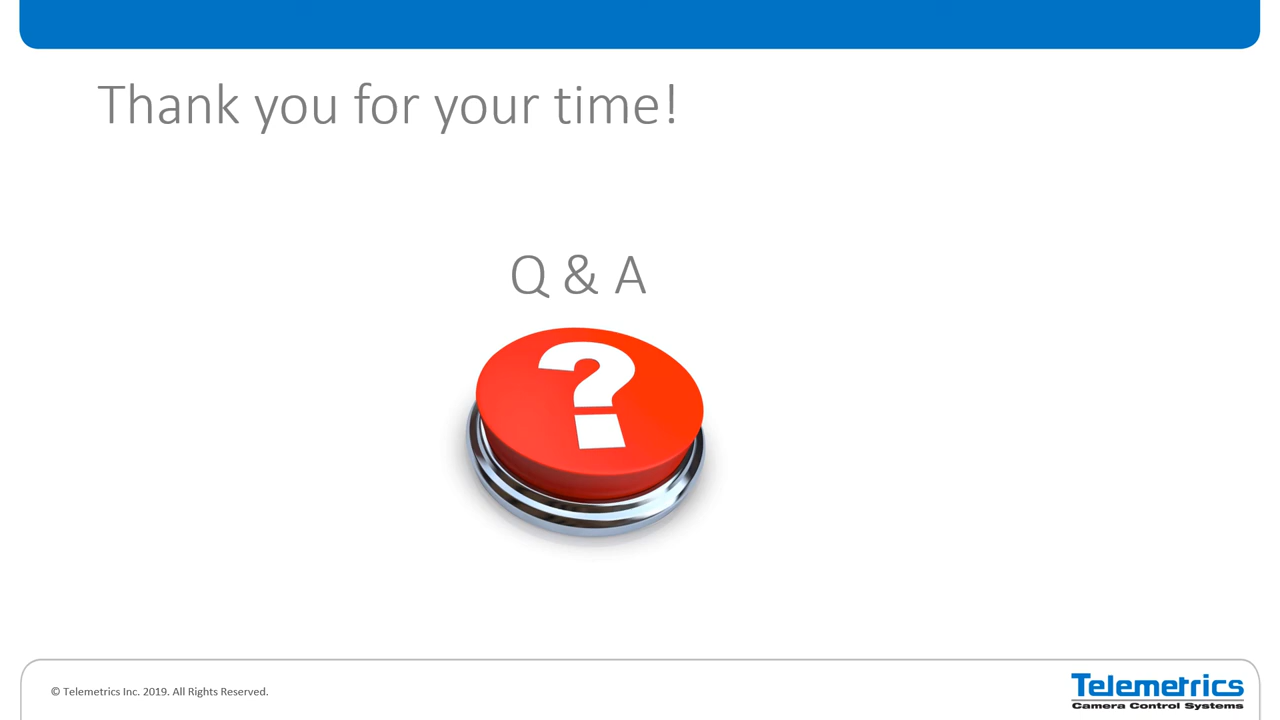 Thank you for your time!
Q & A
?
© Telemetrics Inc. 2019. All Rights Reserved.
Telemetrics
Camera Control Systems